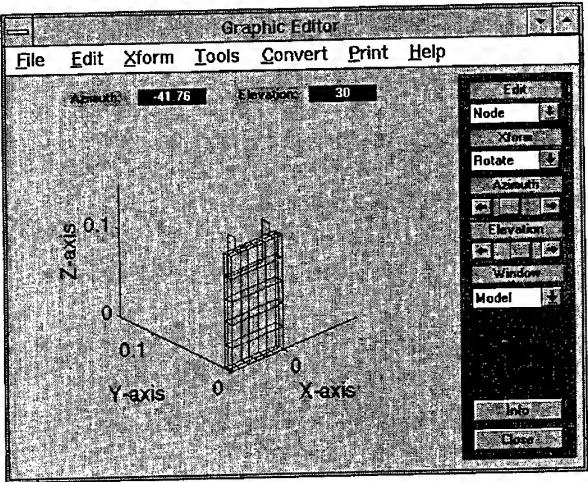 Graphic Editor
File Edit Xform Tools Convert Print Help
Azimuth: -41.76 Elevation: 30
Edit
Node
Xform
Rotate
Azimuth
Elevation
Window
Model
Z-axis
0.1
0
0.1
Y-axis
0
0
X-axis
Info
Close